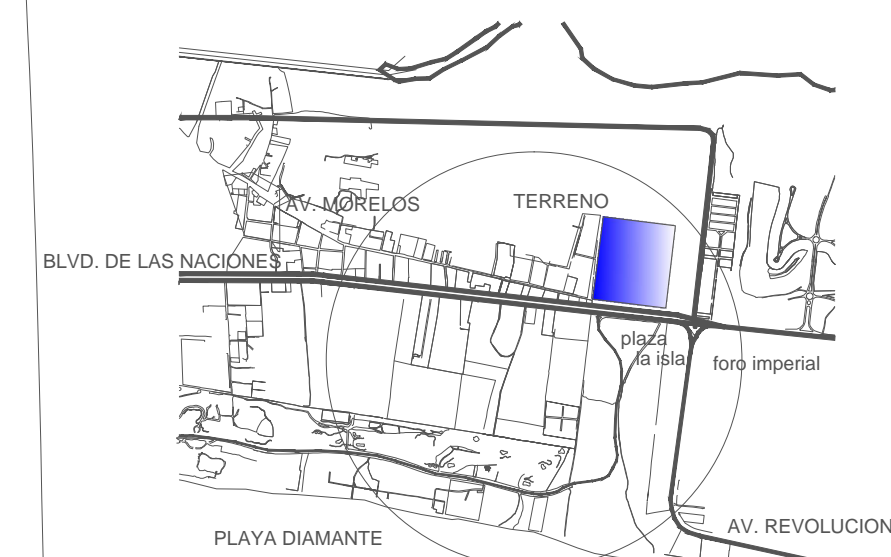 AV. MORELOS
TERRENO
BLVD. DE LAS NACIONES
plaza
la isla
foro imperial
AV. REVOLUCION
PLAYA DIAMANTE